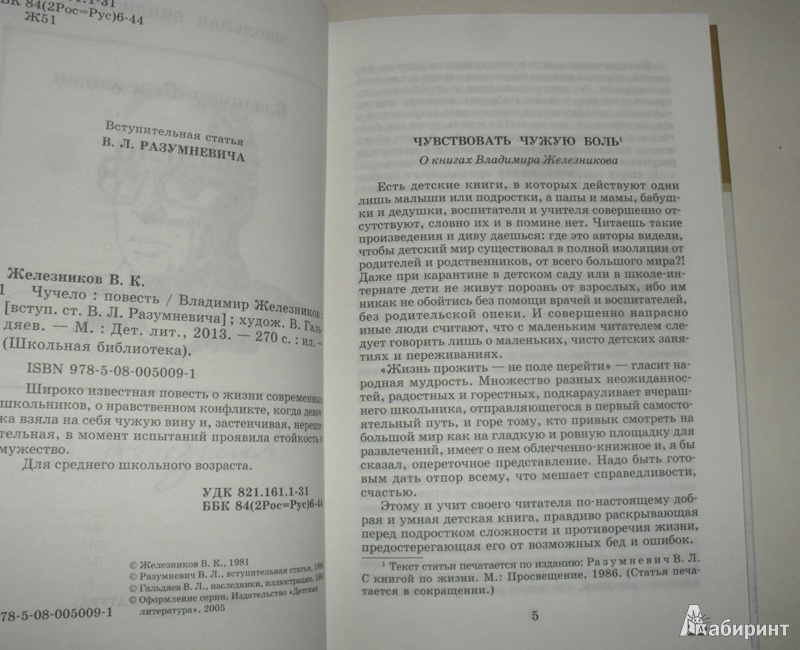 1.1-31
БК 84(2Рос=Рус)6-44
Ж51
Вступительная статья
В. Л. РАЗУМНЕВИЧА
Железников В. К.
1
Чучело : повесть / Владимир Железников
[вступ. ст. В. Л. Разумневича] ; худож. В. Галь-
дяев. — М. : Дет. лит., 2013. — 270 с. : ил. –
(Школьная библиотека).
ISBN 978-5-08-005009-1
Широко известная повесть о жизни современных
школьников, о нравственном конфликте, когда девоч
ка взяла на себя чужую вину и, застенчивая, нереши
тельная, в момент испытаний проявила стойкость и
мужество.
Для среднего школьного возраста.
УДК 821.161.1-31
ББК 84(2Рос=Рус)6-44
© Железников В. К., 1981
© Разумневич В. Л., вступительная статья,
© Гальдяев В. Л., наследники, иллюстрации,
© Оформление серии. Издательство «Детская
литература», 2005
978-5-08-005009-1
ЧУВСТВОВАТЬ ЧУЖУЮ БОЛЬ¹
О книгах Владимира Железникова
Есть детские книги, в которых действуют одни
лишь малыши или подростки, а папы и мамы, бабуш-
ки и дедушки, воспитатели и учителя совершенно от-
сутствуют, словно их и в помине нет. Читаешь такие
произведения и диву даешься: где это авторы видели,
чтобы детский мир существовал в полной изоляции от
родителей и родственников, от всего большого мира?!
Даже при карантине в детском саду или в школе-ин-
тернате дети не живут порознь от взрослых, ибо им
никак не обойтись без помощи врачей и воспитателей,
без родительской опеки. И совершенно напрасно
иные люди считают, что с маленьким читателем сле-
дует говорить лишь о маленьких, чисто детских заня-
тиях и переживаниях.
«Жизнь прожить — не поле перейти» — гласит на-
родная мудрость. Множество разных неожиданно-
стей, радостных и горестных, подкарауливает вчераш-
него школьника, отправляющегося в первый самосто-
ятельный путь, и горе тому, кто привык смотреть на
большой мир как на гладкую и ровную площадку для
развлечений, имеет о нем облегченно-книжное и, я бы
сказал, опереточное представление. Надо быть гото-
вым дать отпор всему, что мешает справедливости,
счастью.
Этому и учит своего читателя по-настоящему доб-
рая и умная детская книга, правдиво раскрывающая
перед подростком сложности и противоречия жизни,
предостерегающая его от возможных бед и ошибок.
¹ Текст статьи печатается по изданию: Разумневич В. Л.
С книгой по жизни. М.: Просвещение, 1986. (Статья печа-
тается в сокращении.)
5
Лабиринт